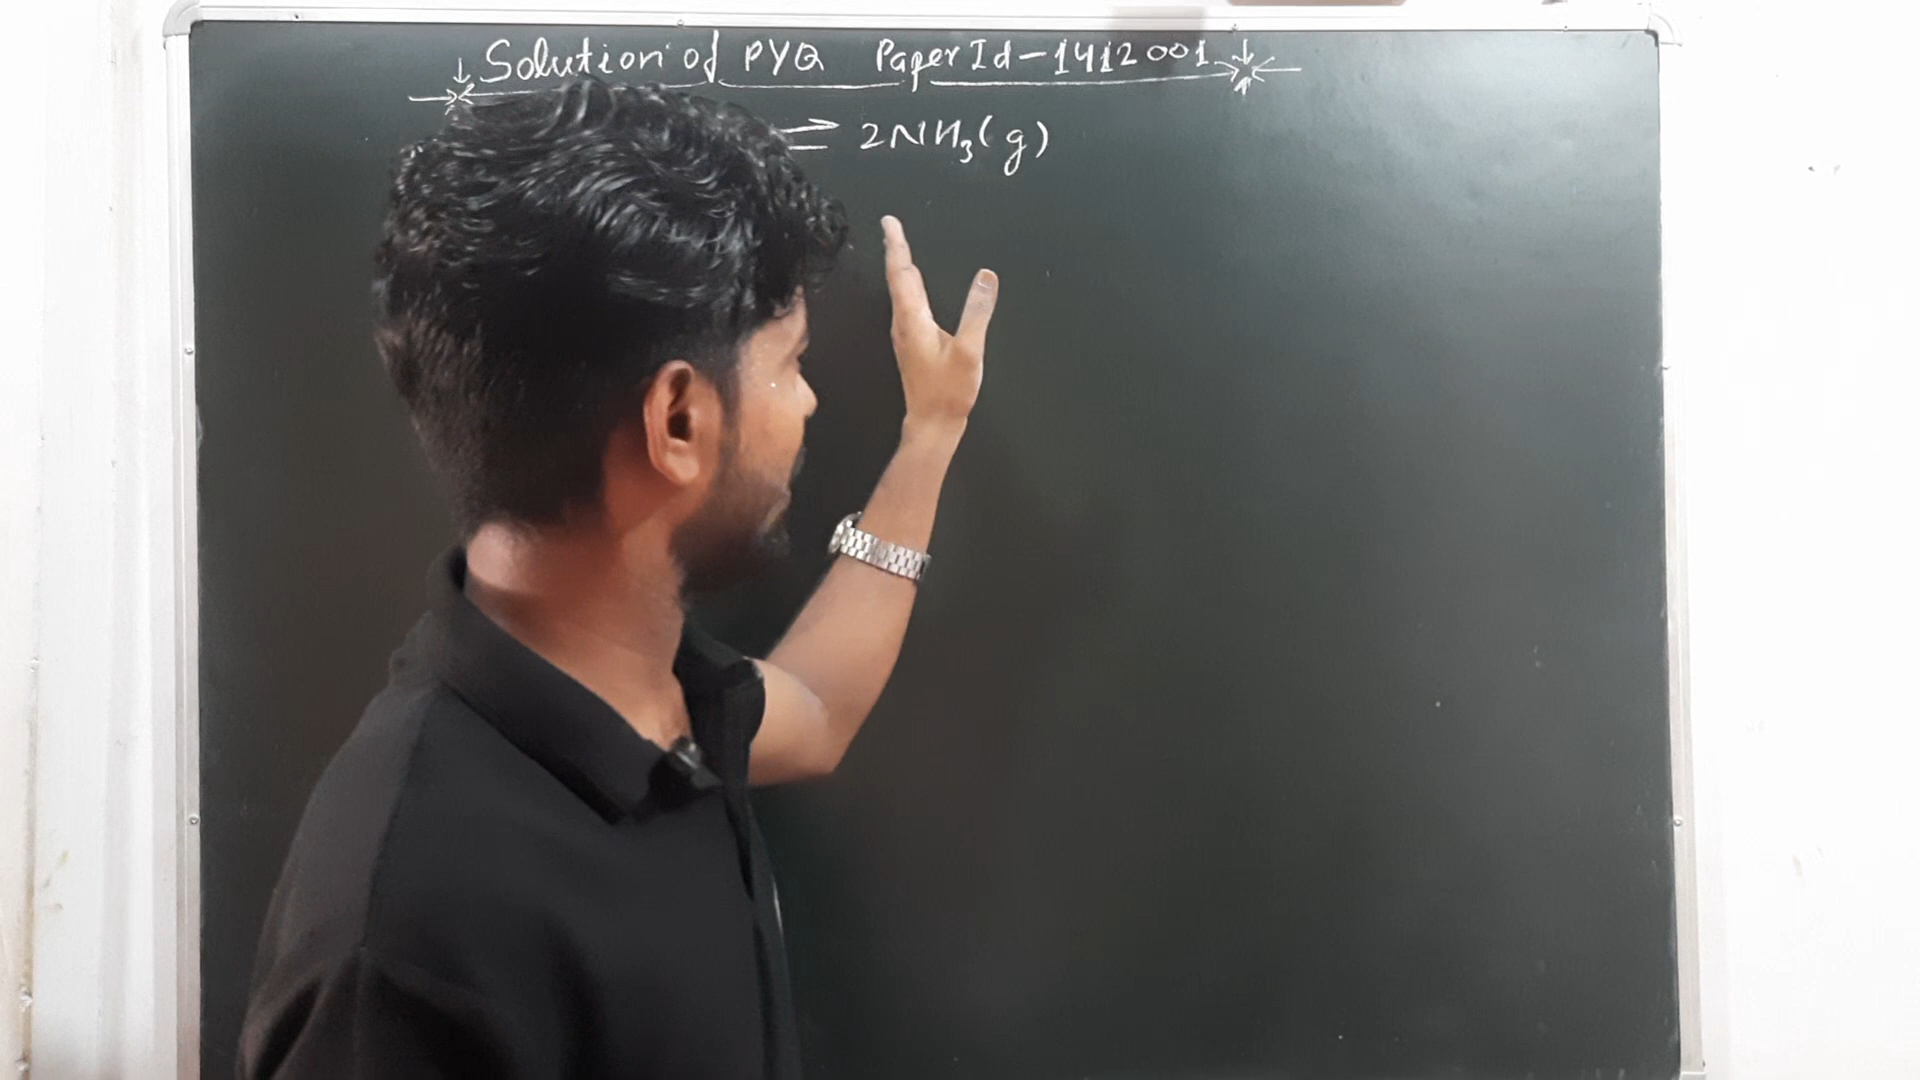 Solution of PYQ Paper Id-1412001
⇌ 2NH₃(g)